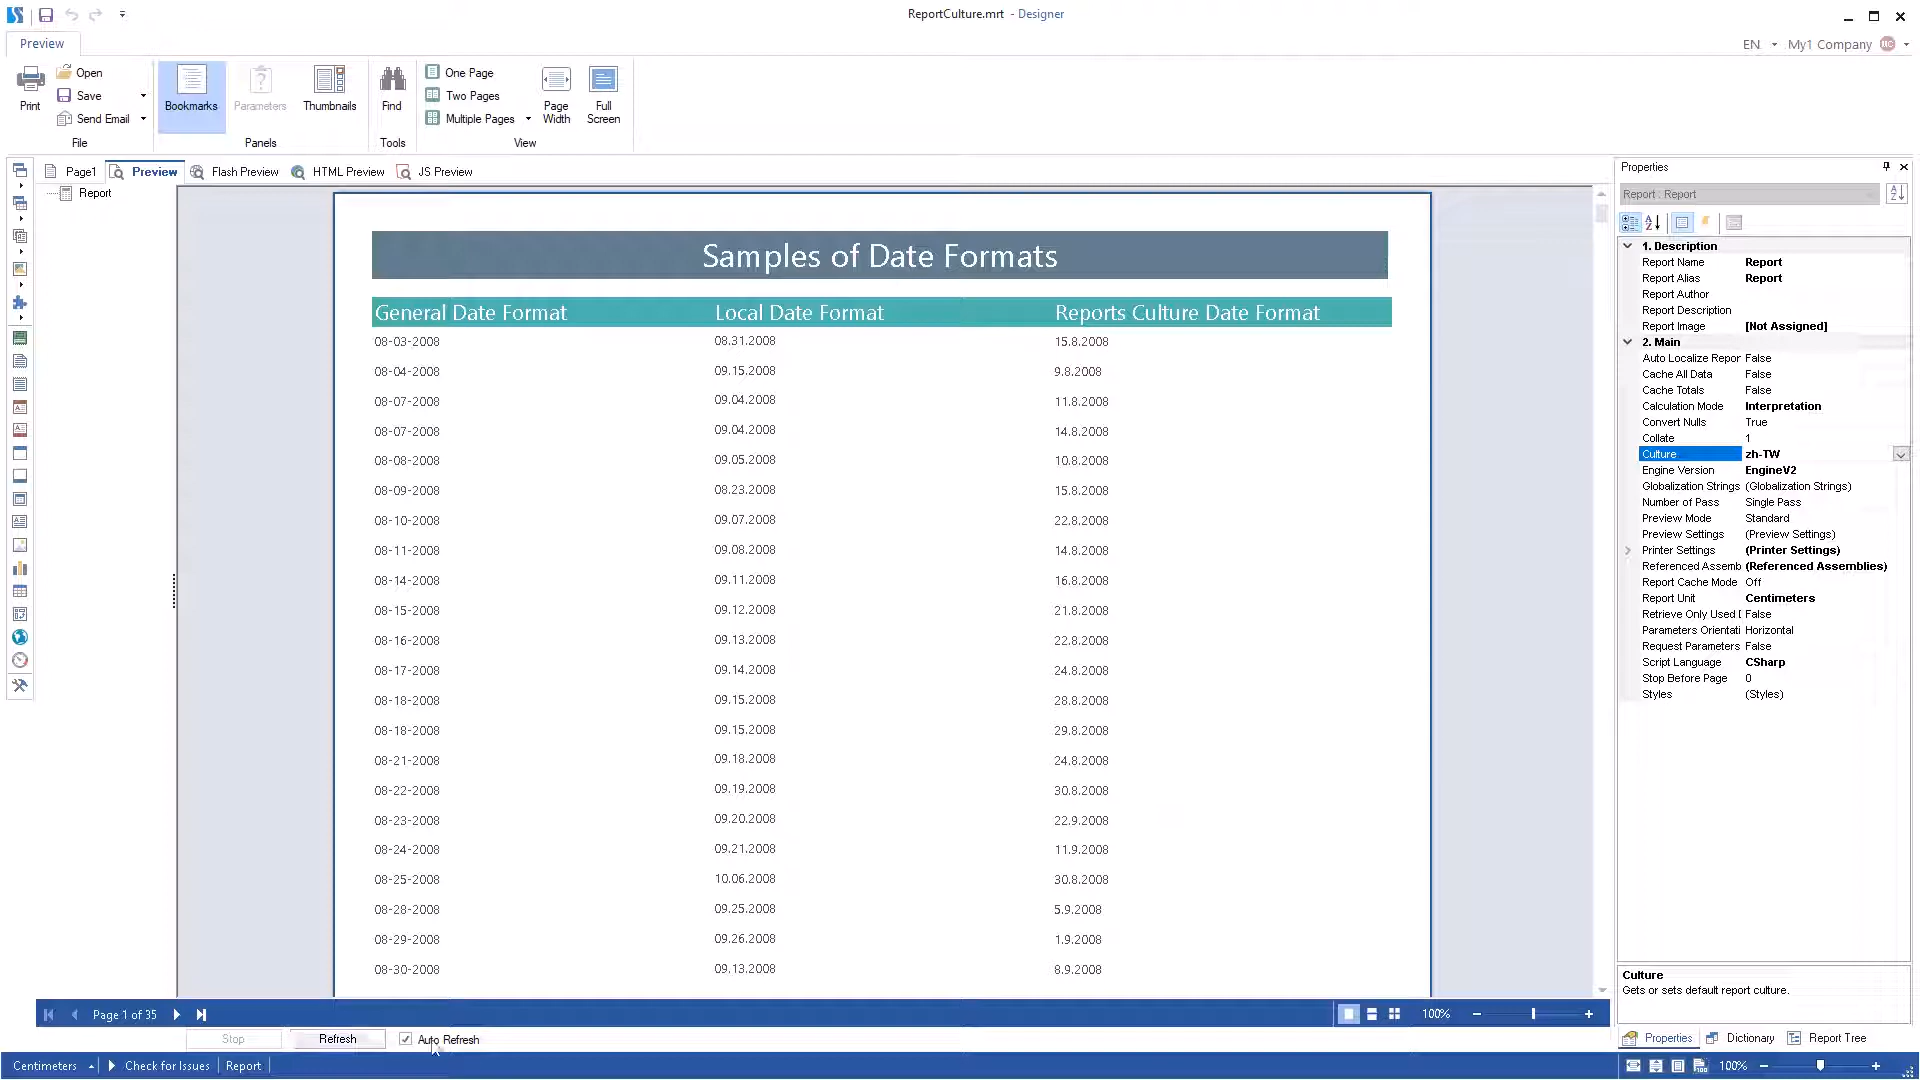 ReportCulture.mrt - Designer
Preview
EN
My1 Company
MC
Print
Open
Save
Send Email
File
Bookmarks
Parameters
Thumbnails
Panels
Find
Tools
One Page
Two Pages
Multiple Pages
Page Width
Full Screen
View
Page1
Preview
Flash Preview
HTML Preview
JS Preview
Report
Samples of Date Formats
General Date Format Local Date Format Reports Culture Date Format
08-03-2008 08.31.2008 15.8.2008
08-04-2008 09.15.2008 9.8.2008
08-07-2008 09.04.2008 11.8.2008
08-07-2008 09.04.2008 14.8.2008
08-08-2008 09.05.2008 10.8.2008
08-09-2008 08.23.2008 15.8.2008
08-10-2008 09.07.2008 22.8.2008
08-11-2008 09.08.2008 14.8.2008
08-14-2008 09.11.2008 16.8.2008
08-15-2008 09.12.2008 21.8.2008
08-16-2008 09.13.2008 22.8.2008
08-17-2008 09.14.2008 24.8.2008
08-18-2008 09.15.2008 28.8.2008
08-18-2008 09.15.2008 29.8.2008
08-21-2008 09.18.2008 24.8.2008
08-22-2008 09.19.2008 30.8.2008
08-23-2008 09.20.2008 22.9.2008
08-24-2008 09.21.2008 11.9.2008
08-25-2008 10.06.2008 30.8.2008
08-28-2008 09.25.2008 5.9.2008
08-29-2008 09.26.2008 1.9.2008
08-30-2008 09.13.2008 8.9.2008
Page 1 of 35
100%
Stop
Refresh
Auto Refresh
Properties
Report : Report
1. Description
Report Name Report
Report Alias Report
Report Author
Report Description
Report Image [Not Assigned]
2. Main
Auto Localize Repor False
Cache All Data False
Cache Totals False
Calculation Mode Interpretation
Convert Nulls True
Collate 1
Culture zh-TW
Engine Version EngineV2
Globalization Strings (Globalization Strings)
Number of Pass Single Pass
Preview Mode Standard
Preview Settings (Preview Settings)
Printer Settings (Printer Settings)
Referenced Assemb (Referenced Assemblies)
Report Cache Mode Off
Report Unit Centimeters
Retrieve Only Used False
Parameters Orientati Horizontal
Request Parameters False
Script Language CSharp
Stop Before Page 0
Styles (Styles)
Culture
Gets or sets default report culture.
Properties
Dictionary
Report Tree
Centimeters
Check for Issues
Report
100%